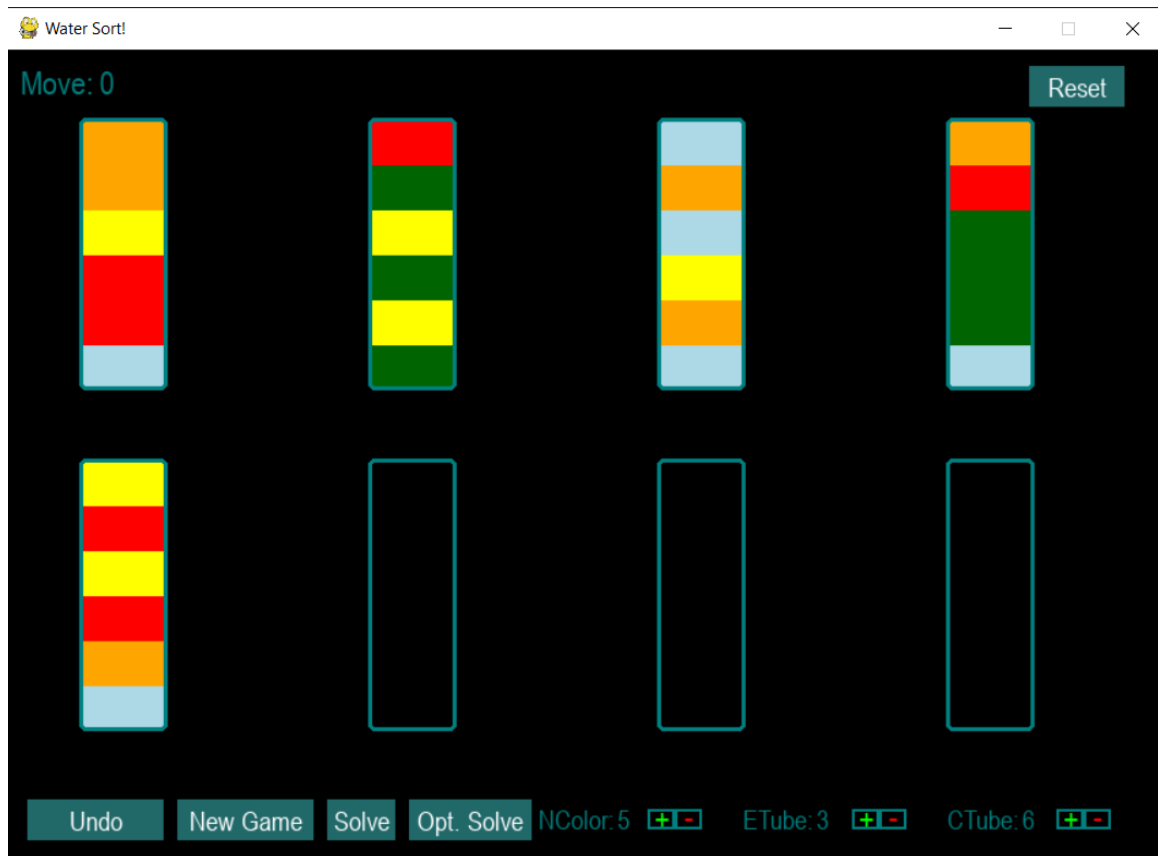 Water Sort!
Move: 0
Reset
Undo
New Game
Solve
Opt. Solve
NColor: 5
+ -
ETube: 3
+ -
CTube: 6
+ -